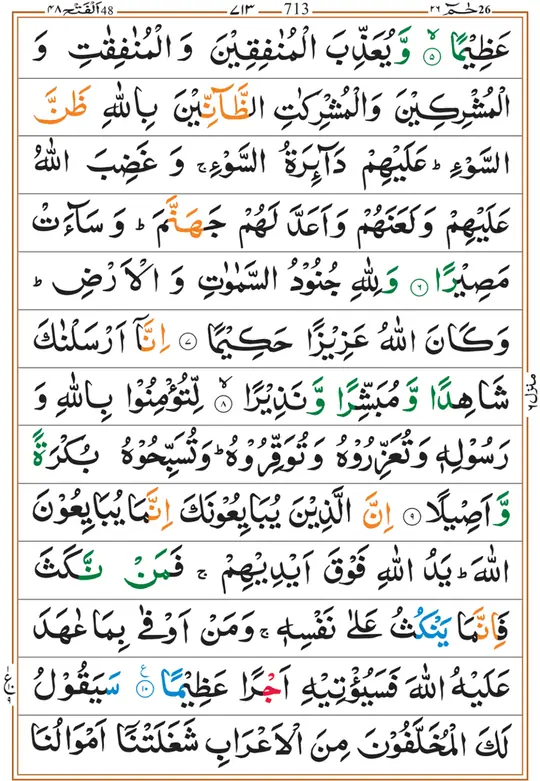 48 اَلْفَتْح ٤٨ 713 ٧١٣ حٰمٓ ٢٦ 26
عَظِيْمًا ۙ‏﴿۵﴾ وَّيُعَذِّبَ الْمُنٰفِقِيْنَ وَ الْمُنٰفِقٰتِ وَ
الْمُشْرِكِيْنَ وَالْمُشْرِكٰتِ الظَّآنِّيْنَ بِاللّٰهِ ظَنَّ
السَّوْءِ ؕ عَلَيْهِمْ دَآئِرَةُ السَّوْءِ ۚ وَ غَضِبَ اللّٰهُ
عَلَيْهِمْ وَلَعَنَهُمْ وَاَعَدَّ لَهُمْ جَهَنَّمَ ؕ وَ سَآءَتْ
مَصِيْرًا ﴿۶﴾ وَلِلّٰهِ جُنُوْدُ السَّمٰوٰتِ وَ الْاَرْضِ ؕ
وَكَانَ اللّٰهُ عَزِيْزًا حَكِيْمًا ﴿۷﴾ اِنَّاۤ اَرْسَلْنٰكَ
شَاهِدًا وَّ مُبَشِّرًا وَّ نَذِيْرًا ۙ﴿۸﴾ لِّتُؤْمِنُوْا بِاللّٰهِ وَ
رَسُوْلِهٖ وَتُعَزِّرُوْهُ وَتُوَقِّرُوْهُ ؕ وَتُسَبِّحُوْهُ بُكْرَةً
وَّ اَصِيْلًا ﴿۹﴾ اِنَّ الَّذِيْنَ يُبَايِعُوْنَكَ اِنَّمَا يُبَايِعُوْنَ
اللّٰهَ ؕ يَدُ اللّٰهِ فَوْقَ اَيْدِيْهِمْ ۚ فَمَنْ نَّكَثَ
فَاِنَّمَا يَنْكُثُ عَلٰى نَفْسِهٖ ۚ وَمَنْ اَوْفٰى بِمَا عٰهَدَ
عَلَيْهُ اللّٰهَ فَسَيُؤْتِيْهِ اَجْرًا عَظِيْمًا ﴿۱۰﴾ ع سَيَقُوْلُ
لَكَ الْمُخَلَّفُوْنَ مِنَ الْاَعْرَابِ شَغَلَتْنَاۤ اَمْوَالُنَا
منزل ٦